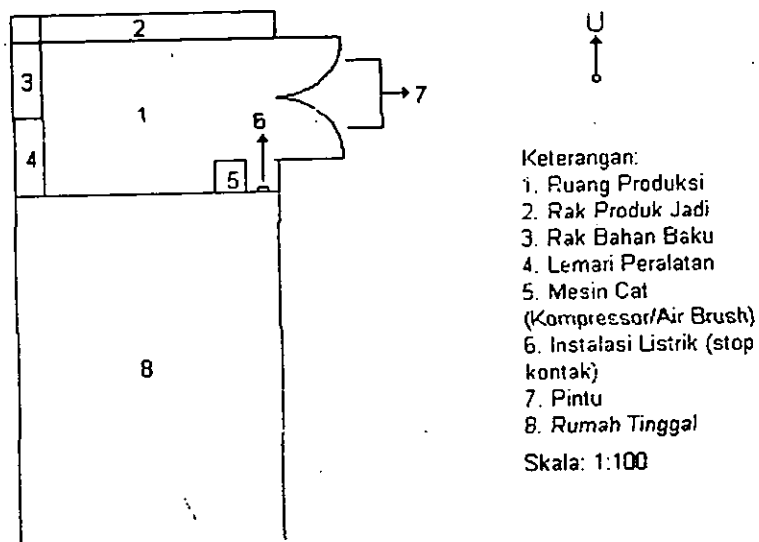 2
U
3
1
6
7
4
5
8
Keterangan:
1. Ruang Produksi
2. Rak Produk Jadi
3. Rak Bahan Baku
4. Lemari Peralatan
5. Mesin Cat
(Kompressor/Air Brush)
6. Instalasi Listrik (stop
kontak)
7. Pintu
8. Rumah Tinggal
Skala: 1:100